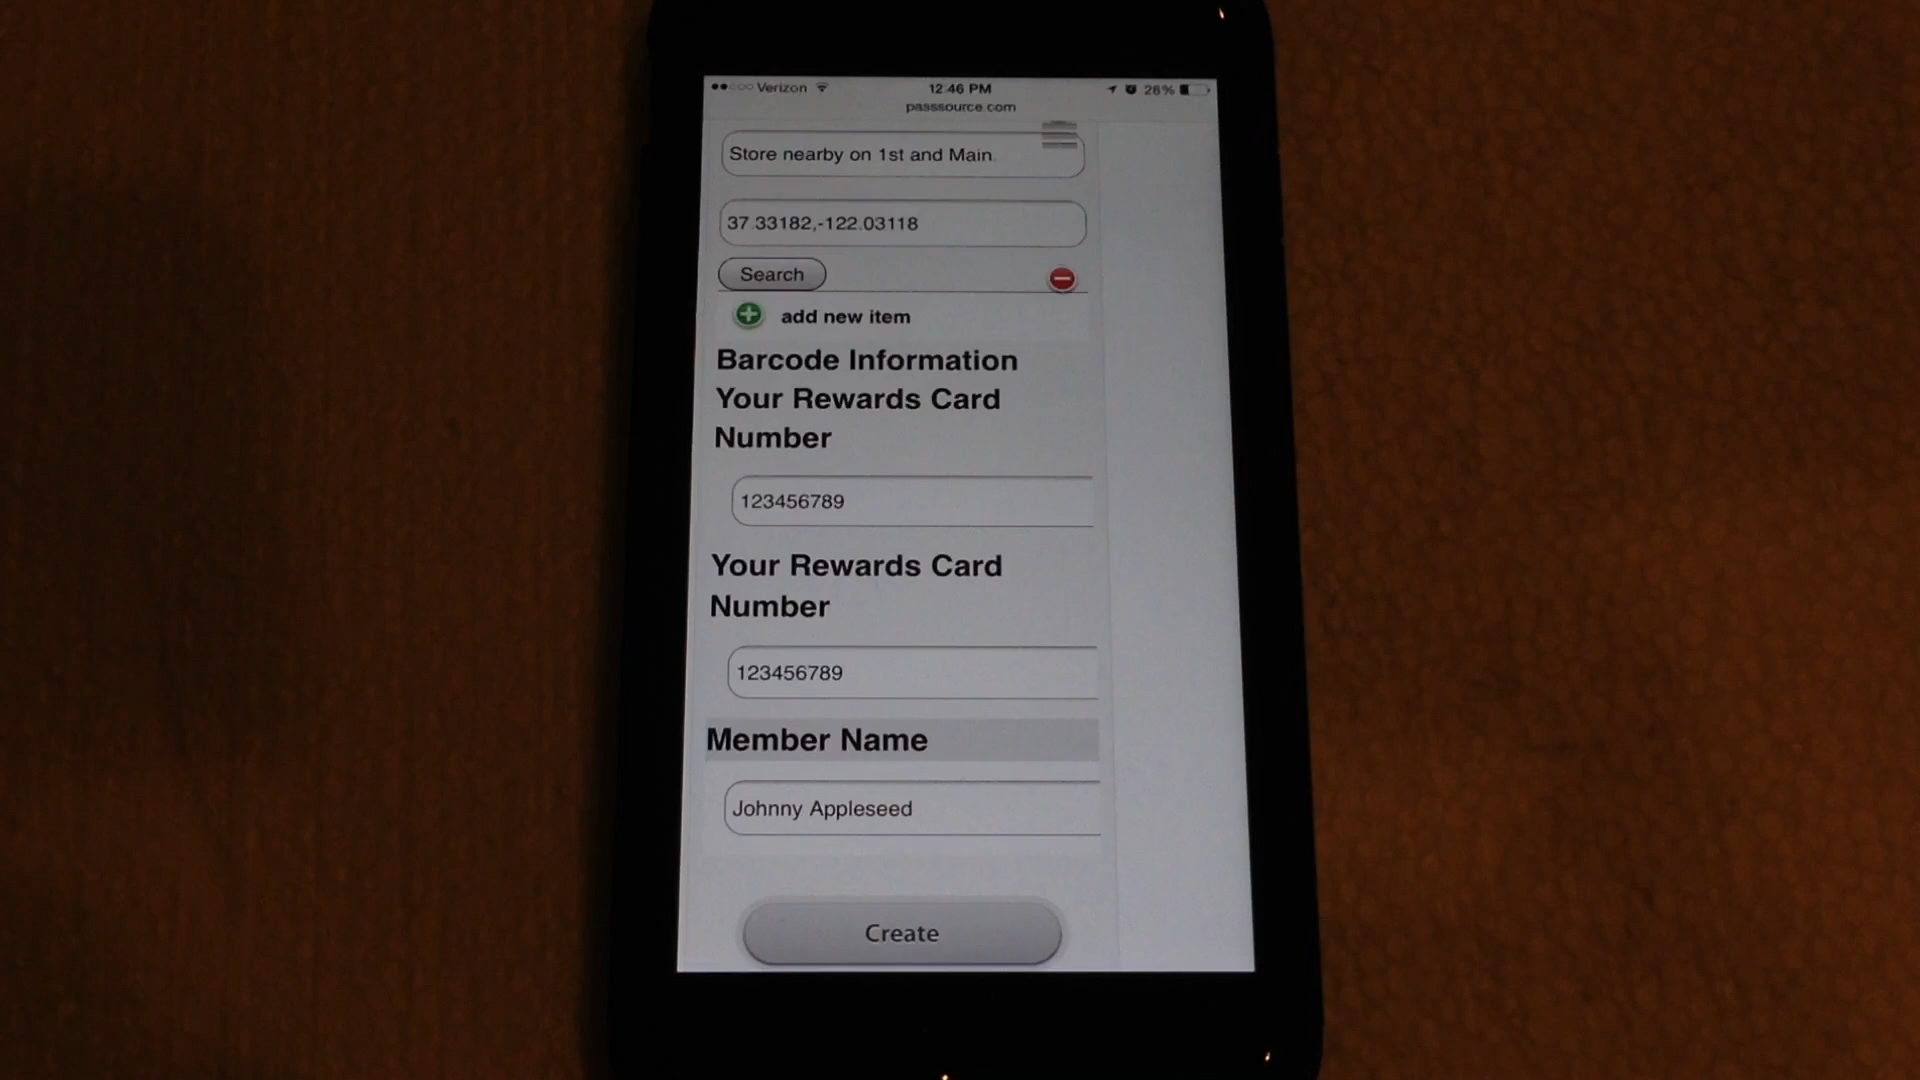 Verizon 12:46 PM 26%
passsource.com
Store nearby on 1st and Main.
37.33182,-122.03118
Search
add new item
Barcode Information
Your Rewards Card
Number
123456789
Your Rewards Card
Number
123456789
Member Name
Johnny Appleseed
Create